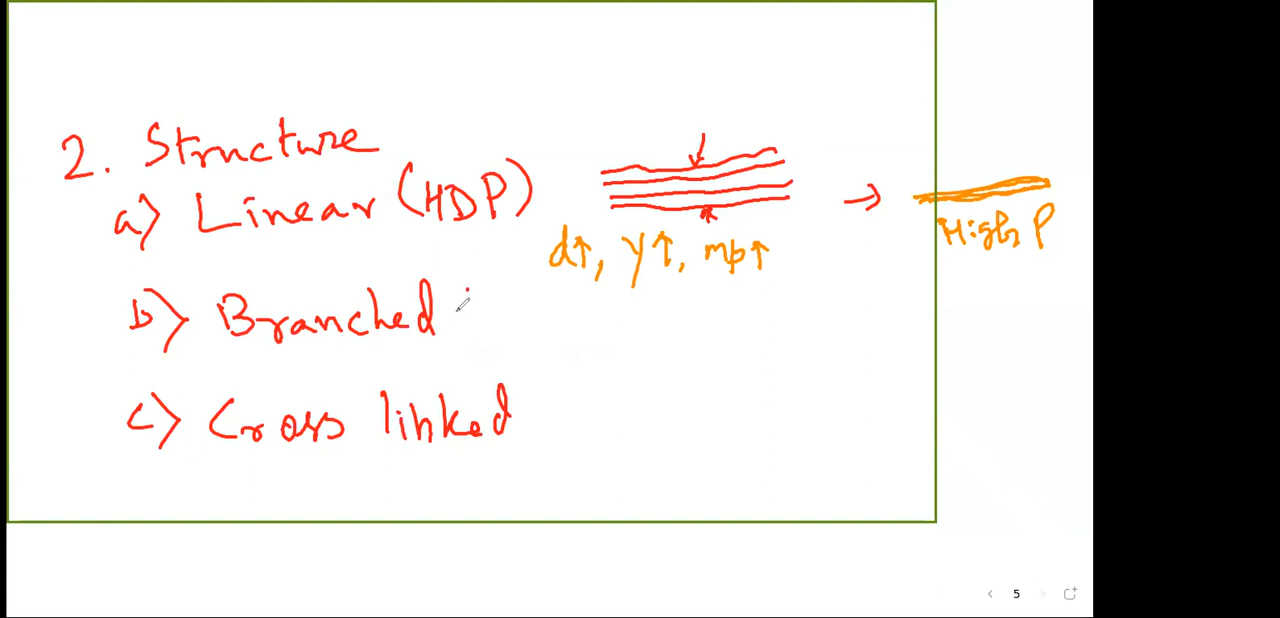 2. Structure
a) Linear (HDP) →
High P
d↑, y↑, mp↑
b) Branched
c) Cross linked
5